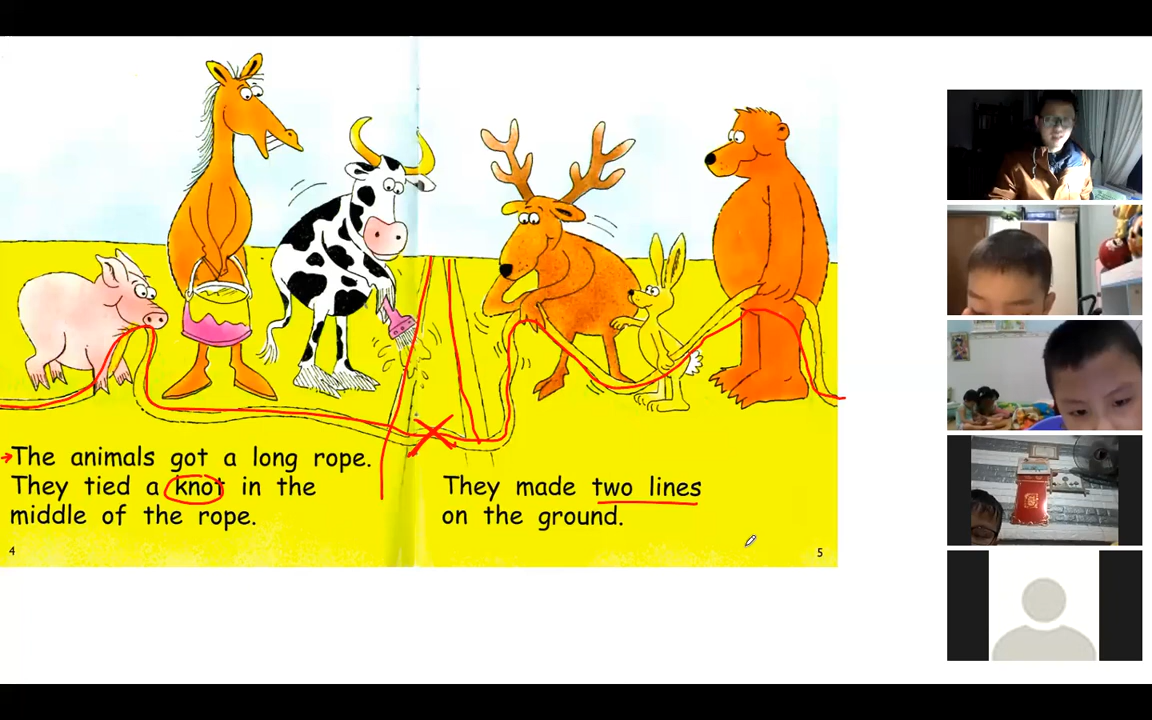 The animals got a long rope.
They tied a knot in the
middle of the rope.
4
They made two lines
on the ground.
5